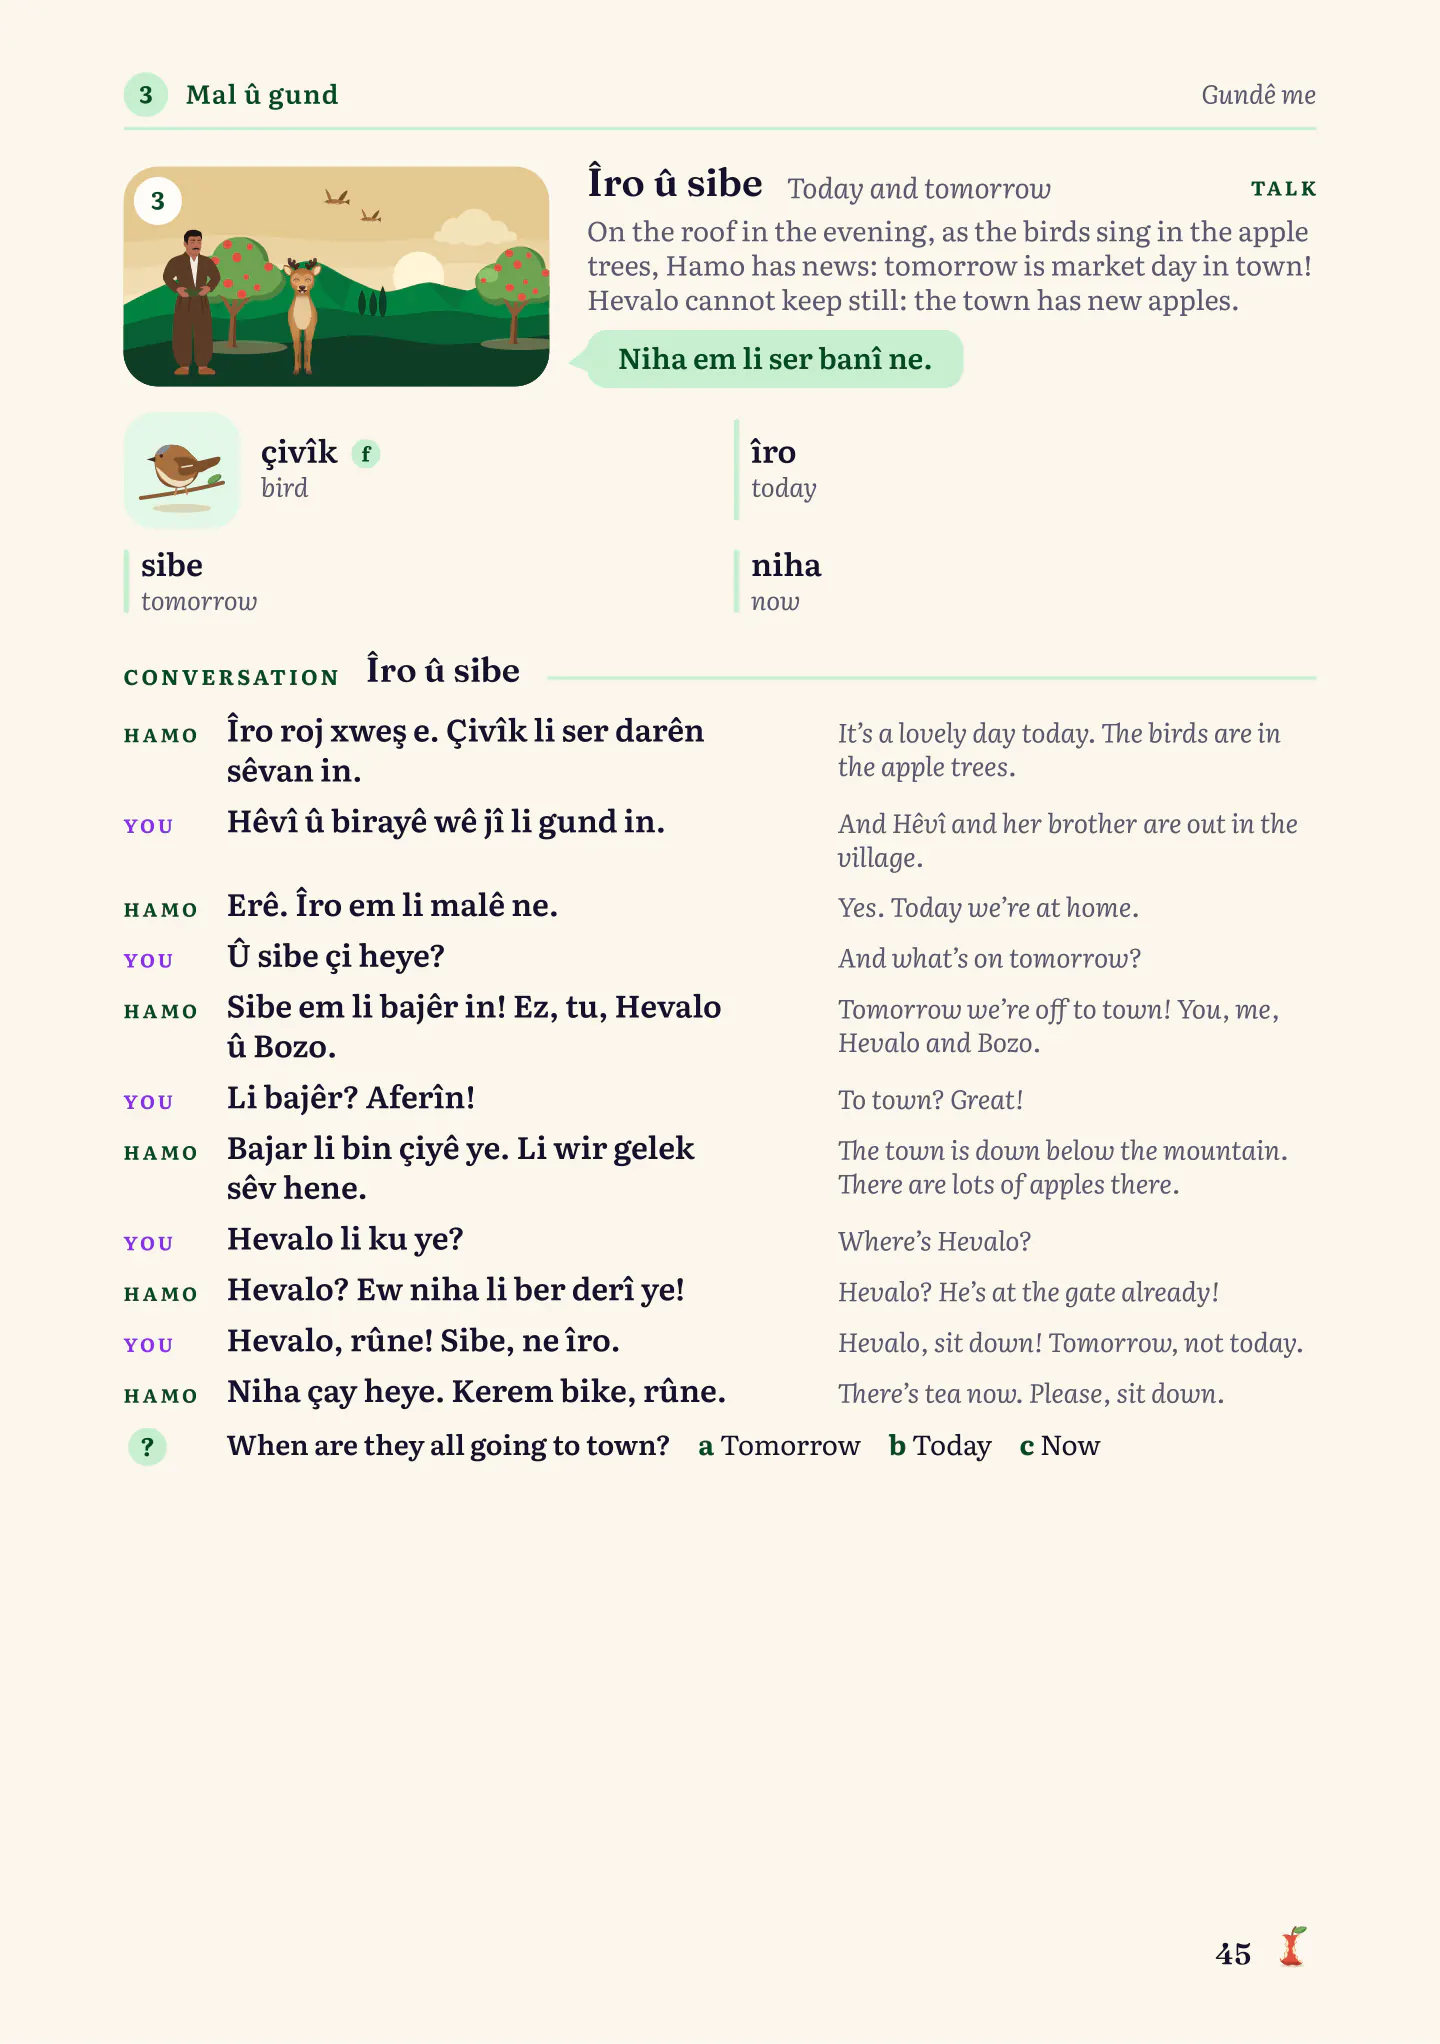 3 Mal û gund
Gundê me
3
Îro û sibe Today and tomorrow TALK
On the roof in the evening, as the birds sing in the apple
trees, Hamo has news: tomorrow is market day in town!
Hevalo cannot keep still: the town has new apples.
Niha em li ser banî ne.
çivîk f
bird
îro
today
sibe
tomorrow
niha
now
CONVERSATION Îro û sibe
HAMO Îro roj xweş e. Çivîk li ser darên
sêvan in.
It’s a lovely day today. The birds are in
the apple trees.
YOU Hêvî û birayê wê jî li gund in.
And Hêvî and her brother are out in the
village.
HAMO Erê. Îro em li malê ne. Yes. Today we’re at home.
YOU Û sibe çi heye? And what’s on tomorrow?
HAMO Sibe em li bajêr in! Ez, tu, Hevalo
û Bozo.
Tomorrow we’re off to town! You, me,
Hevalo and Bozo.
YOU Li bajêr? Aferîn! To town? Great!
HAMO Bajar li bin çiyê ye. Li wir gelek
sêv hene.
The town is down below the mountain.
There are lots of apples there.
YOU Hevalo li ku ye? Where’s Hevalo?
HAMO Hevalo? Ew niha li ber derî ye! Hevalo? He’s at the gate already!
YOU Hevalo, rûne! Sibe, ne îro. Hevalo, sit down! Tomorrow, not today.
HAMO Niha çay heye. Kerem bike, rûne. There’s tea now. Please, sit down.
? When are they all going to town? a Tomorrow b Today c Now
45